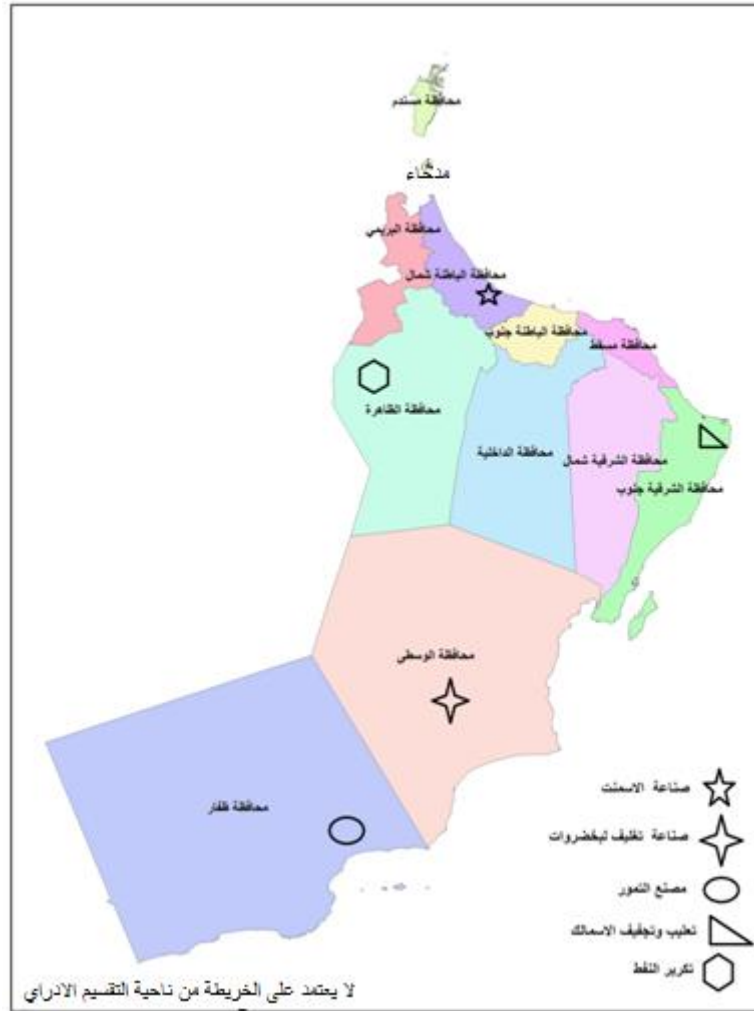 محافظة مسندم
مدحاء
محافظة البريمي
محافظة الباطنة شمال
محافظة الباطنة جنوب
محافظة مسقط
محافظة الظاهرة
محافظة الداخلية
محافظة الشرقية شمال
محافظة الشرقية جنوب
محافظة الوسطي
محافظة ظفار
صناعة الاسمنت
صناعة تغليف لبخضروات
مصنع التمور
تعليب وتجفيف الاسمالك
تكرير النفط
لا يعتمد على الخريطة من ناحية التقسيم الادراي